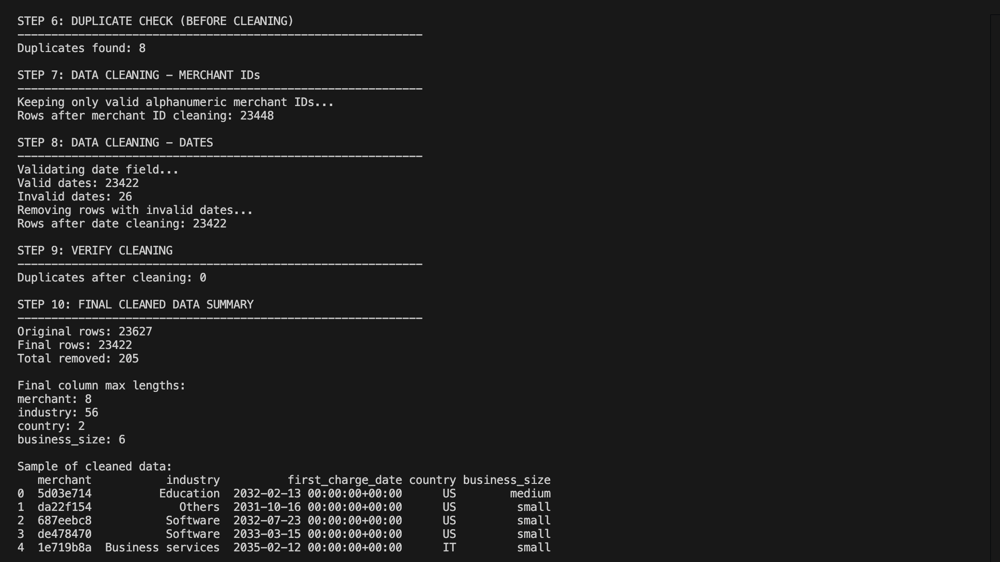 STEP 6: DUPLICATE CHECK (BEFORE CLEANING)
------------------------------------------------------------
Duplicates found: 8
STEP 7: DATA CLEANING - MERCHANT IDs
------------------------------------------------------------
Keeping only valid alphanumeric merchant IDs...
Rows after merchant ID cleaning: 23448
STEP 8: DATA CLEANING - DATES
------------------------------------------------------------
Validating date field...
Valid dates: 23422
Invalid dates: 26
Removing rows with invalid dates...
Rows after date cleaning: 23422
STEP 9: VERIFY CLEANING
------------------------------------------------------------
Duplicates after cleaning: 0
STEP 10: FINAL CLEANED DATA SUMMARY
------------------------------------------------------------
Original rows: 23627
Final rows: 23422
Total removed: 205
Final column max lengths:
merchant: 8
industry: 56
country: 2
business_size: 6
Sample of cleaned data:
   merchant           industry          first_charge_date country business_size
0  5d03e714          Education  2032-02-13 00:00:00+00:00      US        medium
1  da22f154             Others  2031-10-16 00:00:00+00:00      US         small
2  687eebc8           Software  2032-07-23 00:00:00+00:00      US         small
3  de478470           Software  2033-03-15 00:00:00+00:00      US         small
4  1e719b8a  Business services  2035-02-12 00:00:00+00:00      IT         small